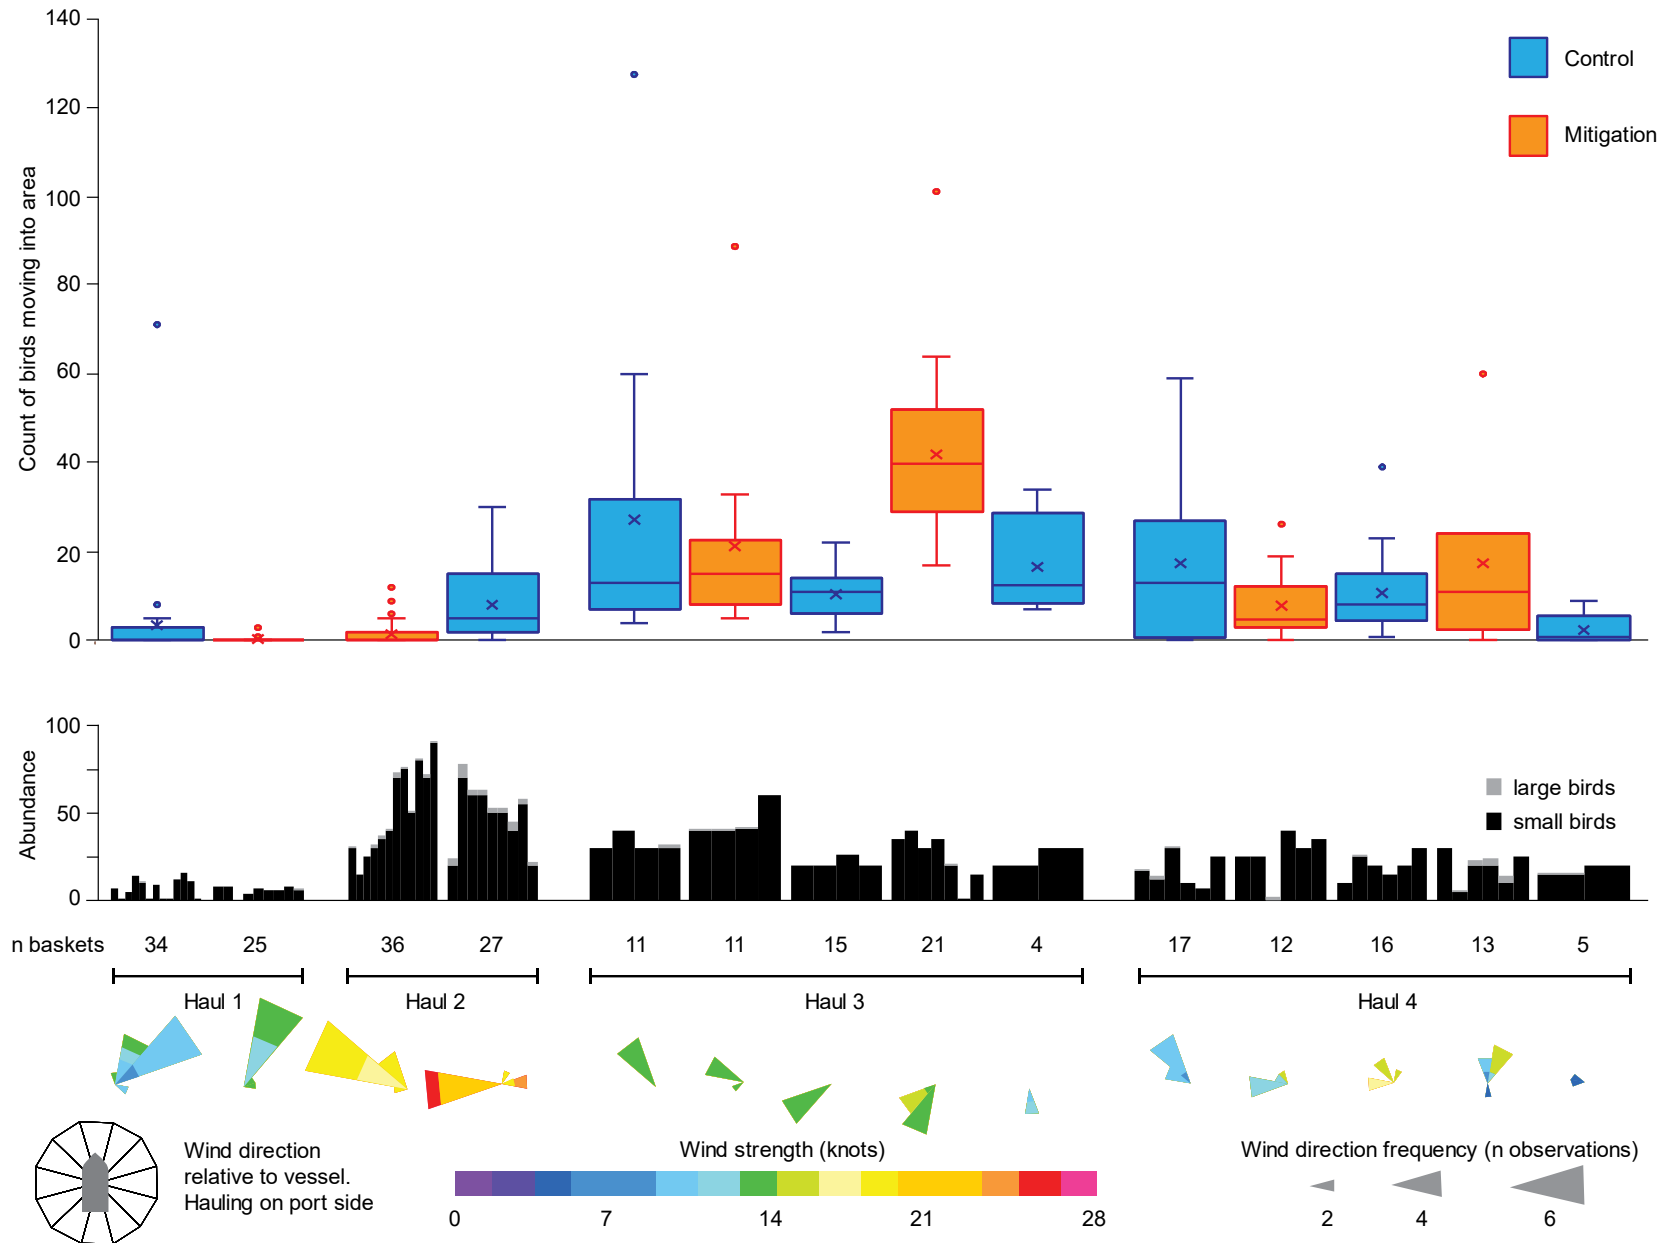 140
120
100
80
60
40
20
0
Count of birds moving into area
Control
Mitigation
100
50
0
Abundance
large birds
small birds
n baskets 34 25 36 27 11 11 15 21 4 17 12 16 13 5
Haul 1 Haul 2 Haul 3 Haul 4
Wind direction
relative to vessel.
Hauling on port side
Wind strength (knots)
0 7 14 21 28
Wind direction frequency (n observations)
2 4 6